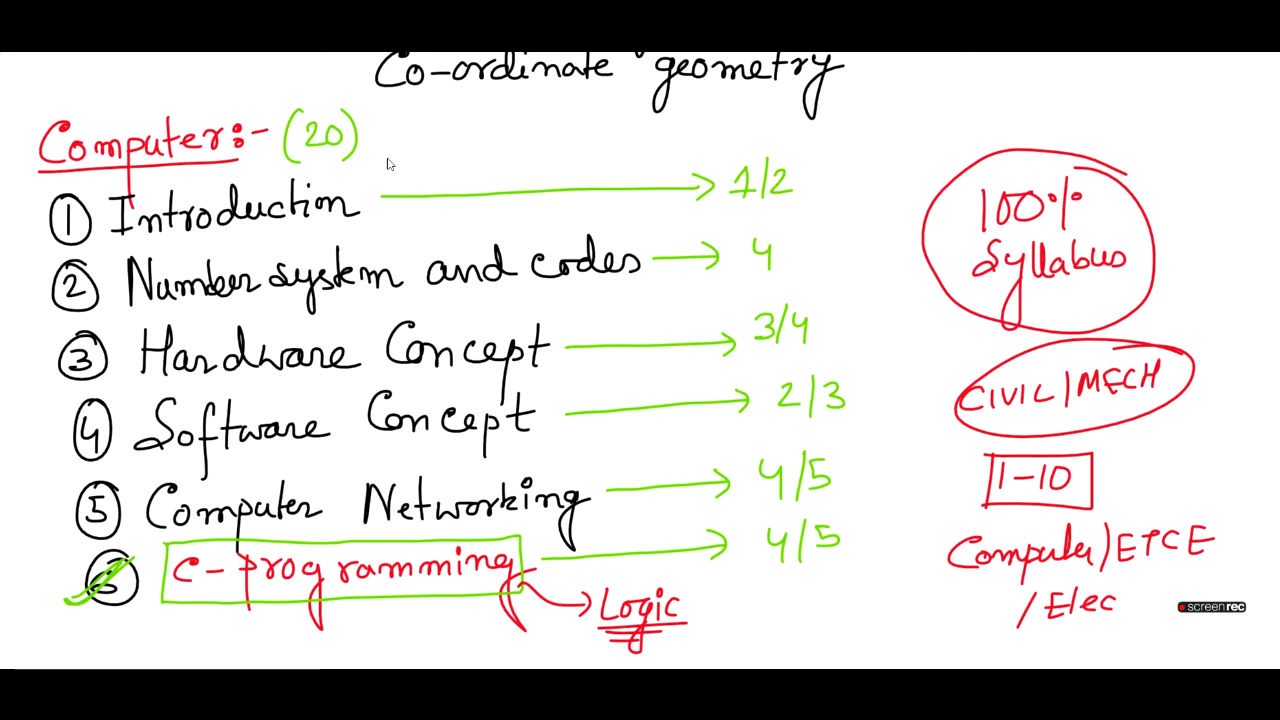 Co-ordinate geometry
Computer:- (20)
① Introduction → 1/2
② Number system and codes → 4
③ Hardware Concept → 3/4
④ Software Concept → 2/3
⑤ Computer Networking → 4/5
⑥ C-programming → 4/5
→ Logic
100%
Syllabus
CIVIL/MECH
1-10
Computer/ETCE
/Elec
screenrec